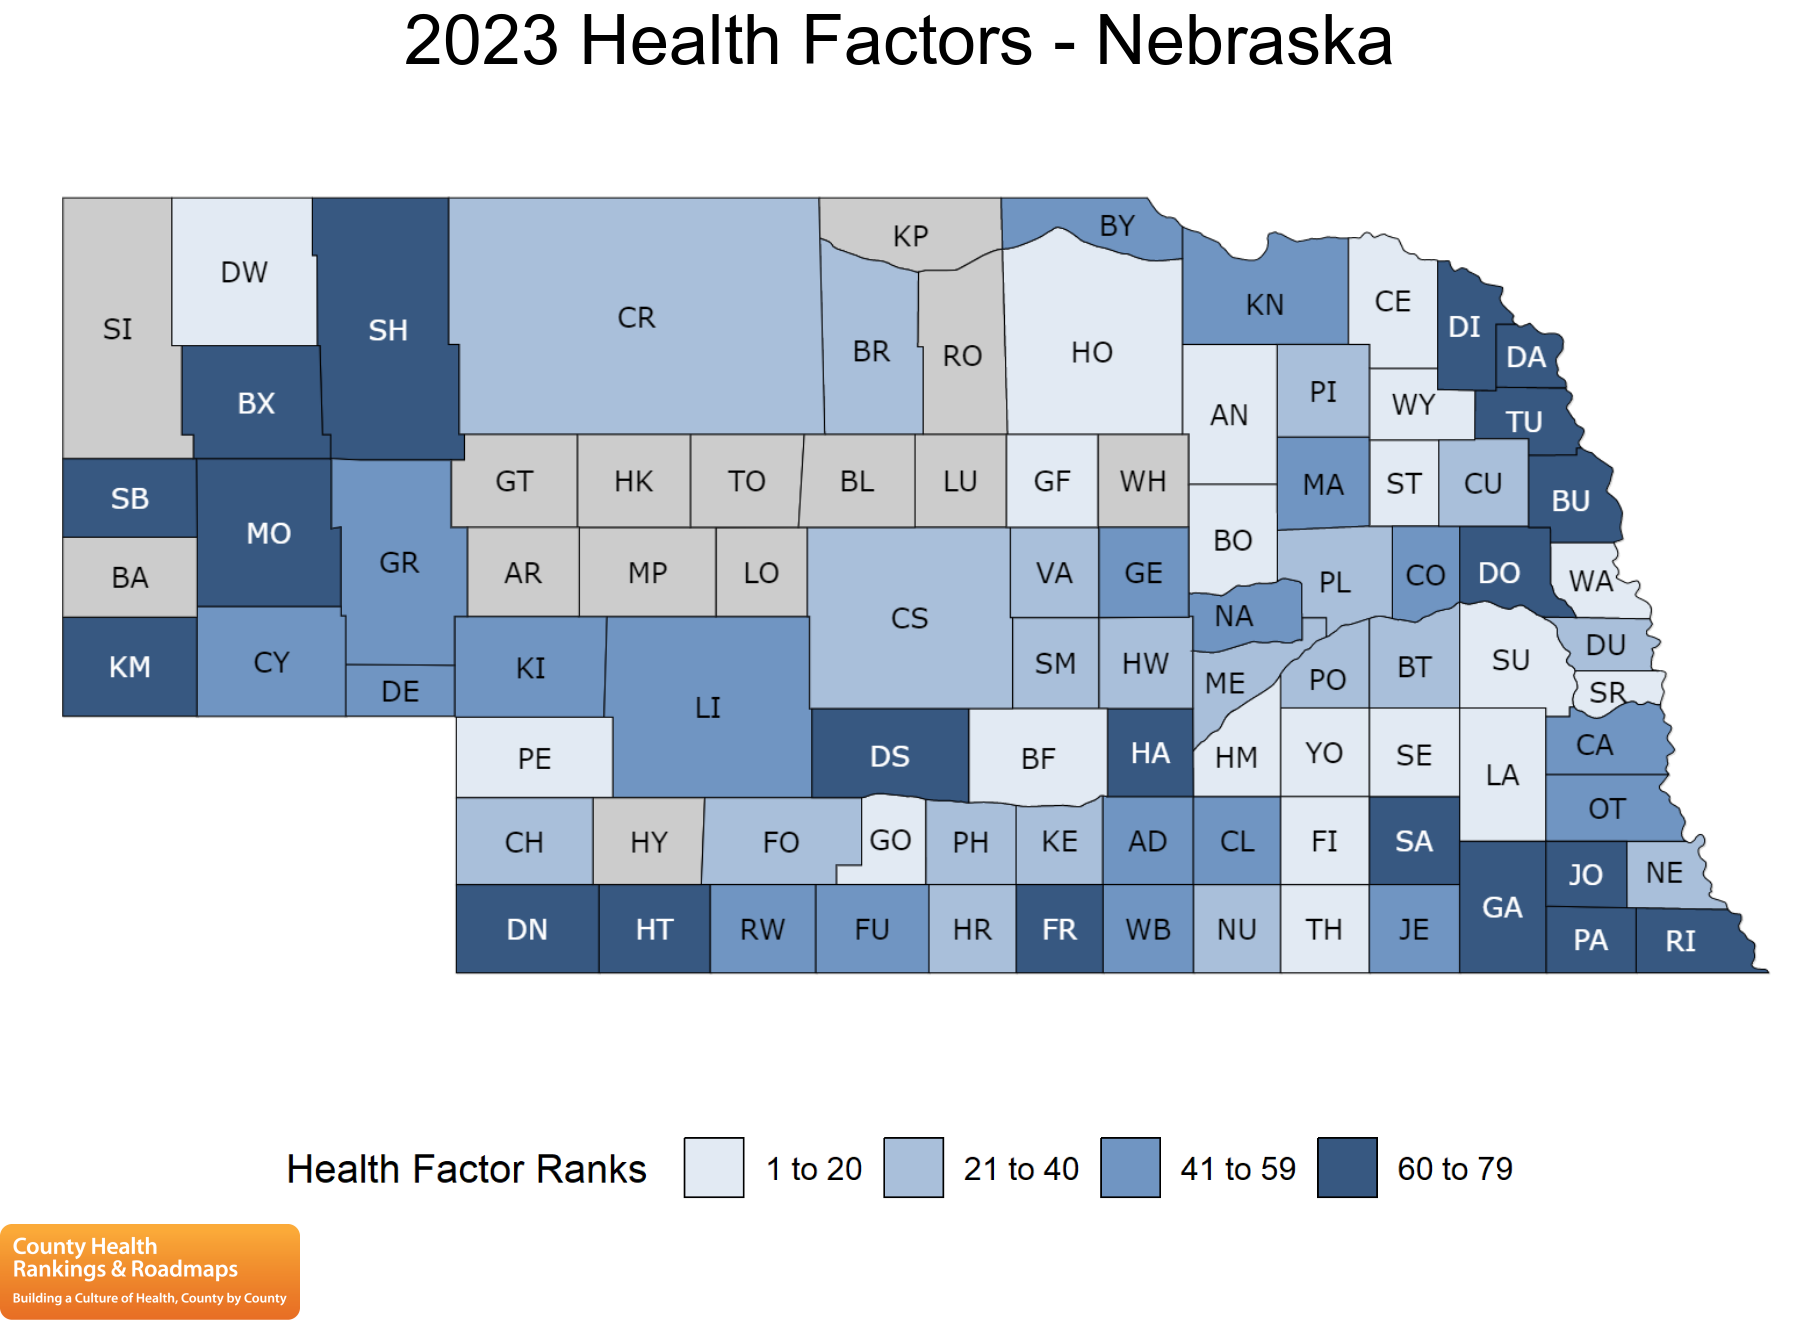 2023 Health Factors - Nebraska
KP
BY
DW
SI
SH
CR
KN
CE
DI
BX
BR
RO
HO
DA
PI
WY
AN
TU
GT
HK
TO
BL
LU
GF
WH
MA
ST
CU
SB
BU
MO
BO
GR
BA
AR
MP
LO
VA
GE
PL
CO
DO
WA
CS
NA
DU
KM
CY
KI
SM
HW
BT
SU
DE
ME
PO
SR
LI
PE
DS
BF
HA
HM
YO
SE
CA
LA
OT
CH
HY
FO
GO
PH
KE
AD
CL
FI
SA
JO
NE
GA
DN
HT
RW
FU
HR
FR
WB
NU
TH
JE
PA
RI
Health Factor Ranks 1 to 20 21 to 40 41 to 59 60 to 79
County Health
Rankings & Roadmaps
Building a Culture of Health, County by County